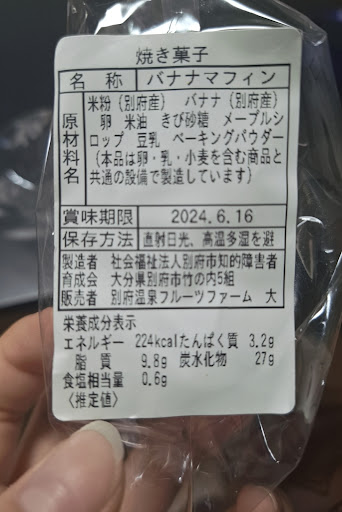 焼き菓子
名 称 バナナマフィン
原材料名 米粉（別府産） バナナ（別府産）
卵 米油 きび砂糖 メープルシ
ロップ 豆乳 ベーキングパウダー
（本品は卵・乳・小麦を含む商品と
共通の設備で製造しています）
賞味期限 2024.6.16
保存方法 直射日光、高温多湿を避
製造者 社会福祉法人別府市知的障害者
育成会 大分県別府市竹の内5組
販売者 別府温泉フルーツファーム 大
栄養成分表示
エネルギー 224kcalたんぱく質 3.2g
脂 質 9.8g 炭水化物 27g
食塩相当量 0.6g
〈推定値〉